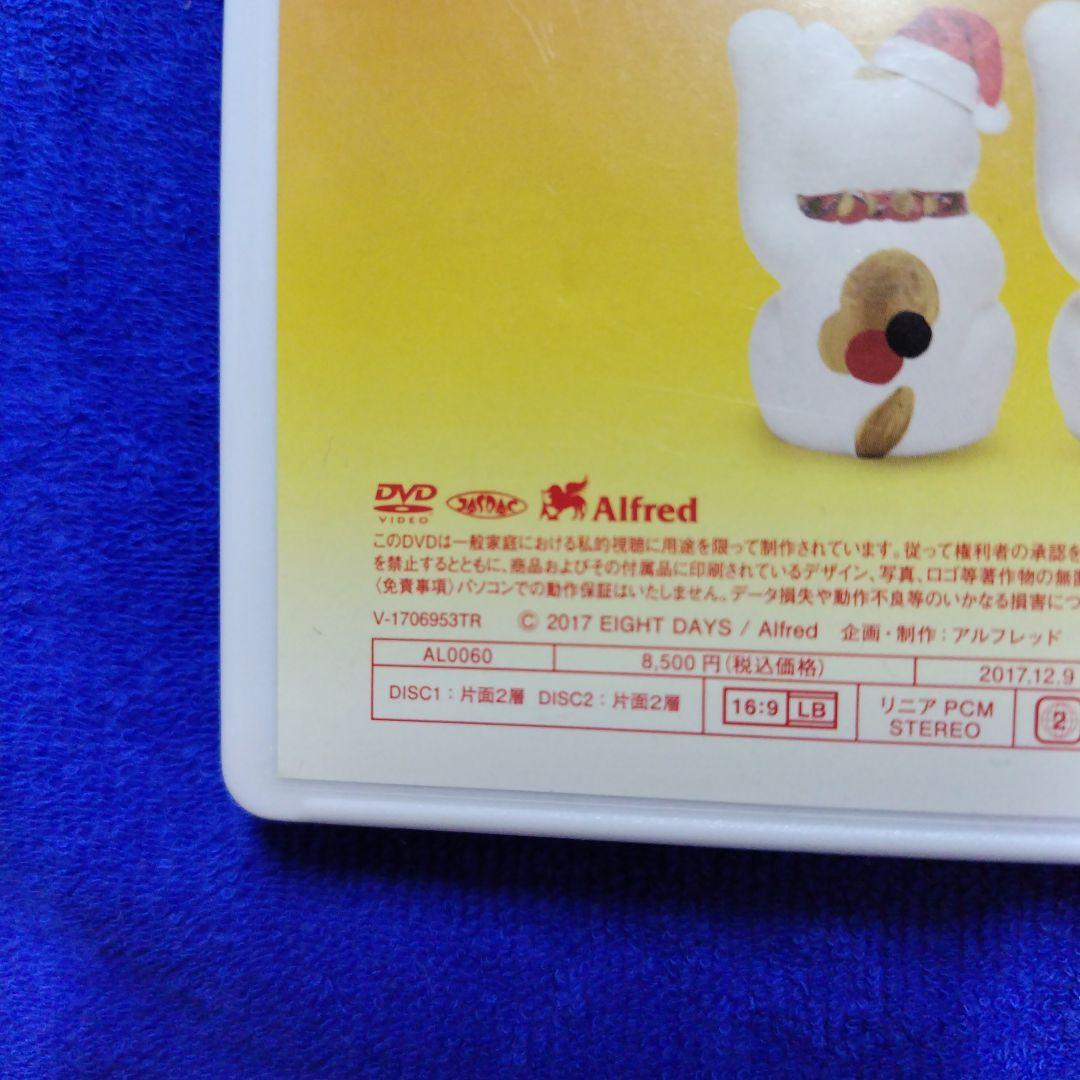 DVD
VIDEO
JASRAC
Alfred
このDVDは一般家庭における私的視聴に用途を限って制作されています。従って権利者の承認を
を禁止するとともに、商品およびその付属品に印刷されているデザイン、写真、ロゴ等著作物の無
〈免責事項〉パソコンでの動作保証はいたしません。データ損失や動作不良等のいかなる損害につ
V-1706953TR © 2017 EIGHT DAYS / Alfred 企画・制作：アルフレッド
AL0060 8,500円(税込価格) 2017.12.9
DISC1：片面2層 DISC2：片面2層 16:9 LB リニアPCM STEREO 2